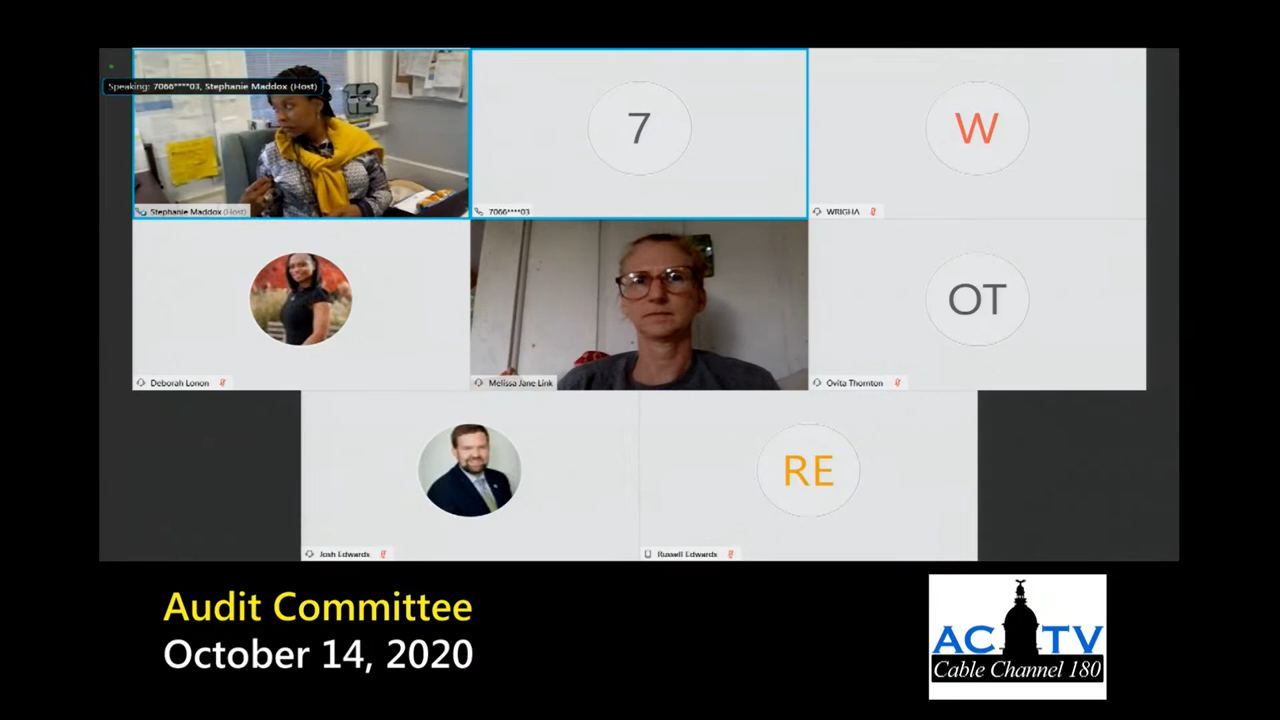 Speaking: 7066****03, Stephanie Maddox (Host)
12
7
W
Stephanie Maddox (Host)
7066****03
WRIGHA
OT
Deborah Lonon
Melissa Jane Link
Ovita Thornton
RE
Josh Edwards
Russell Edwards
Audit Committee
October 14, 2020
AC TV
Cable Channel 180